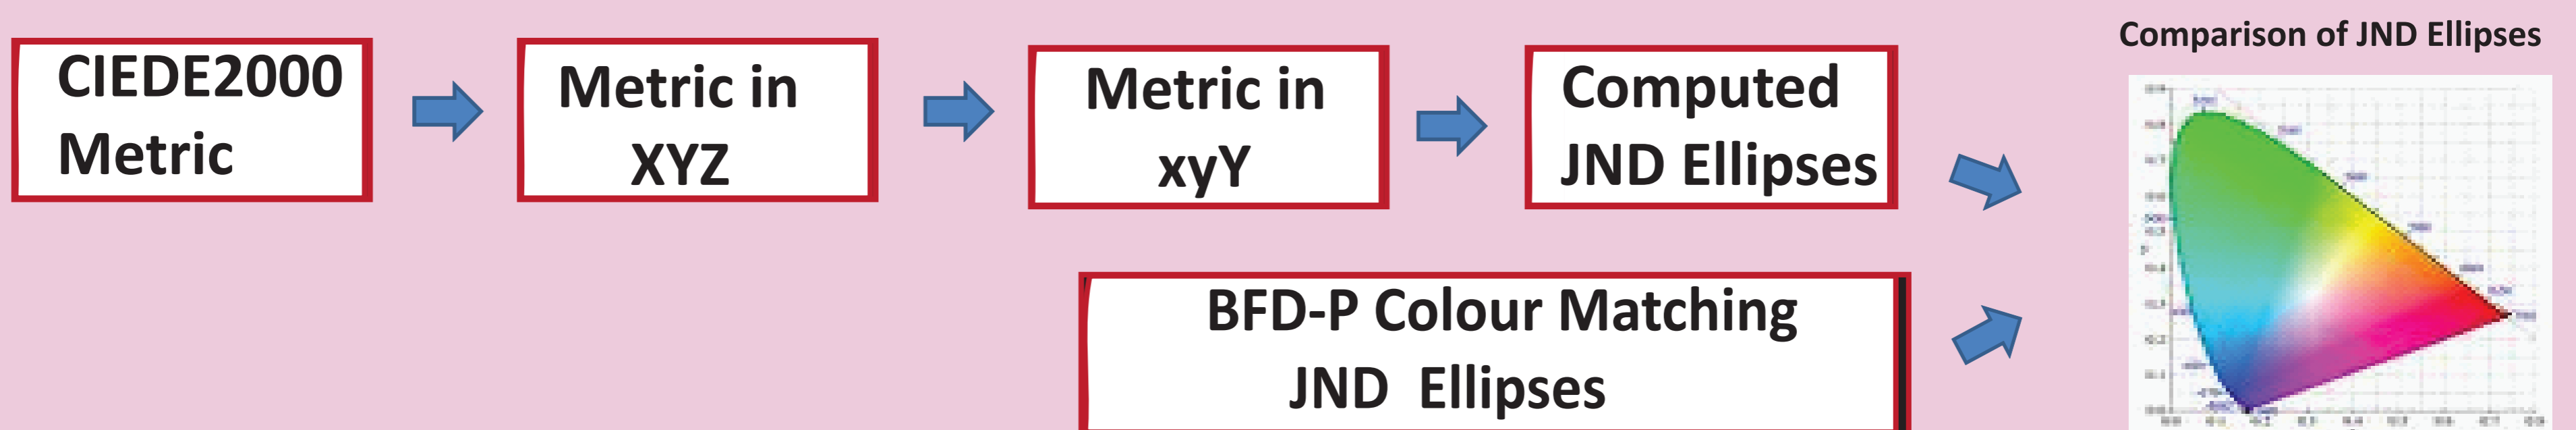 CIEDE2000
Metric
Metric in
XYZ
Metric in
xyY
Computed
JND Ellipses
BFD-P Colour Matching
JND Ellipses
Comparison of JND Ellipses